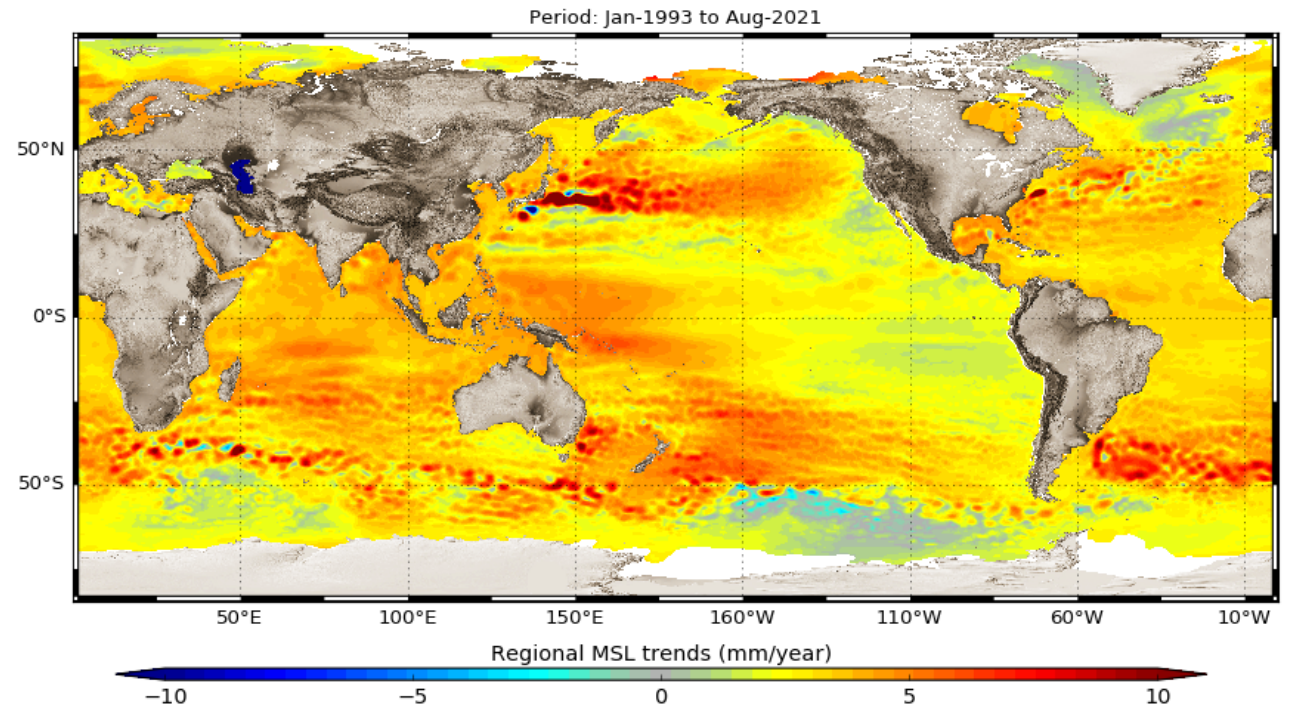 Period: Jan-1993 to Aug-2021
50°N
0°S
50°S
50°E 100°E 150°E 160°W 110°W 60°W 10°W
Regional MSL trends (mm/year)
−10 −5 0 5 10